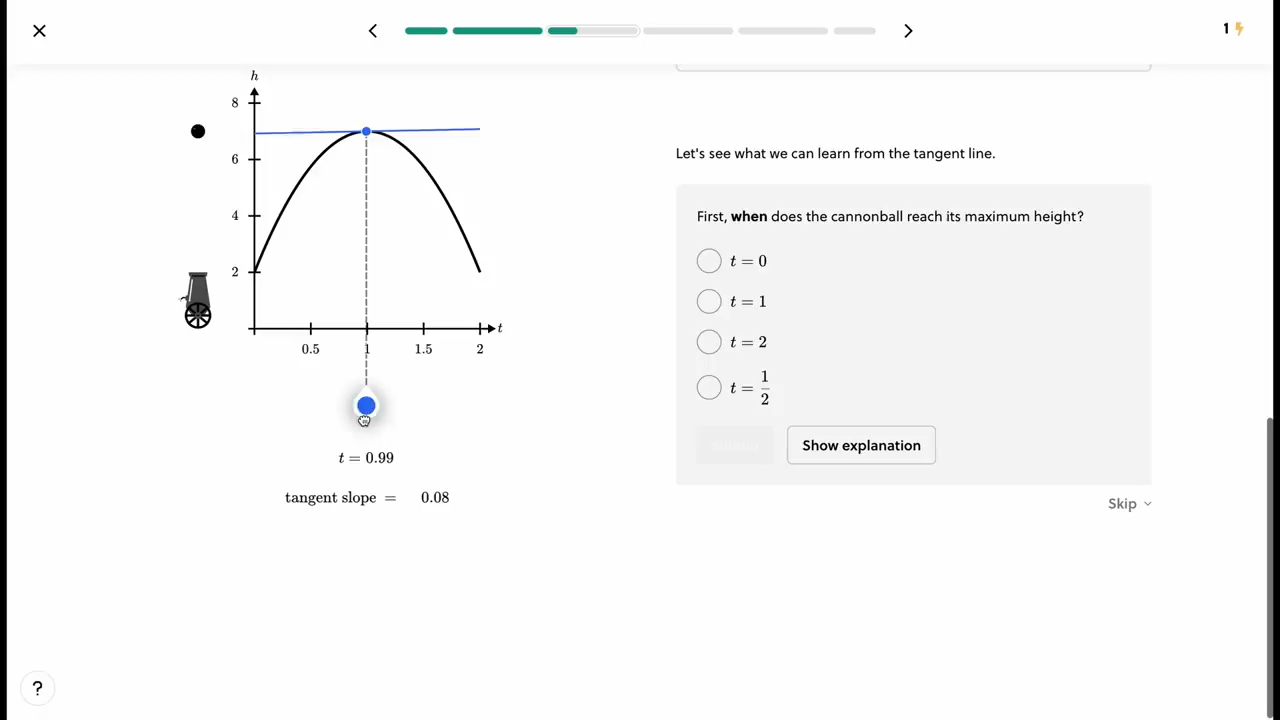 1
h
8
6
4
2
t
0.5 1 1.5 2
t = 0.99
tangent slope = 0.08
Let's see what we can learn from the tangent line.
First, when does the cannonball reach its maximum height?
t = 0
t = 1
t = 2
t = 1/2
Show explanation
Skip
?